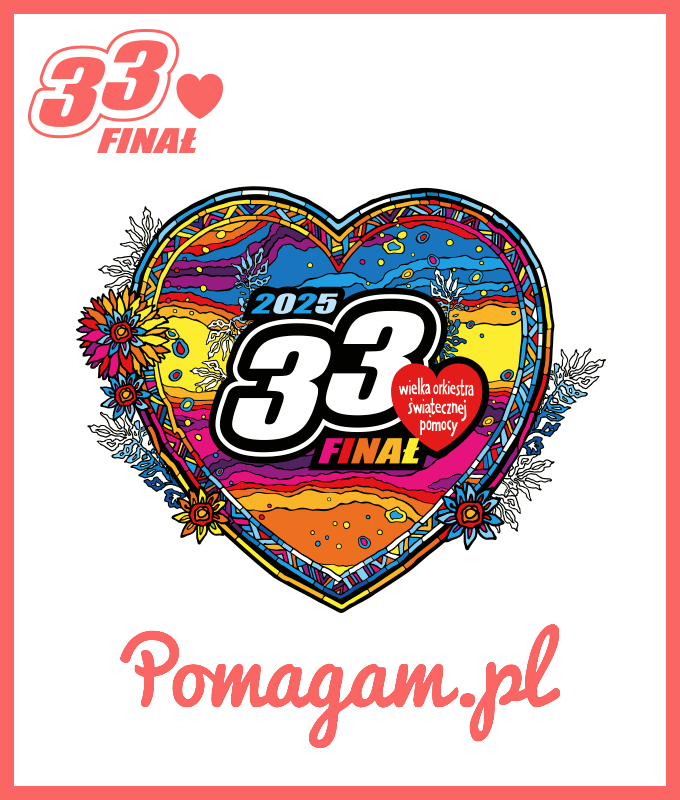 33
FINAŁ
2025
33
wielka orkiestra
świątecznej
pomocy
FINAŁ
Pomagam.pl